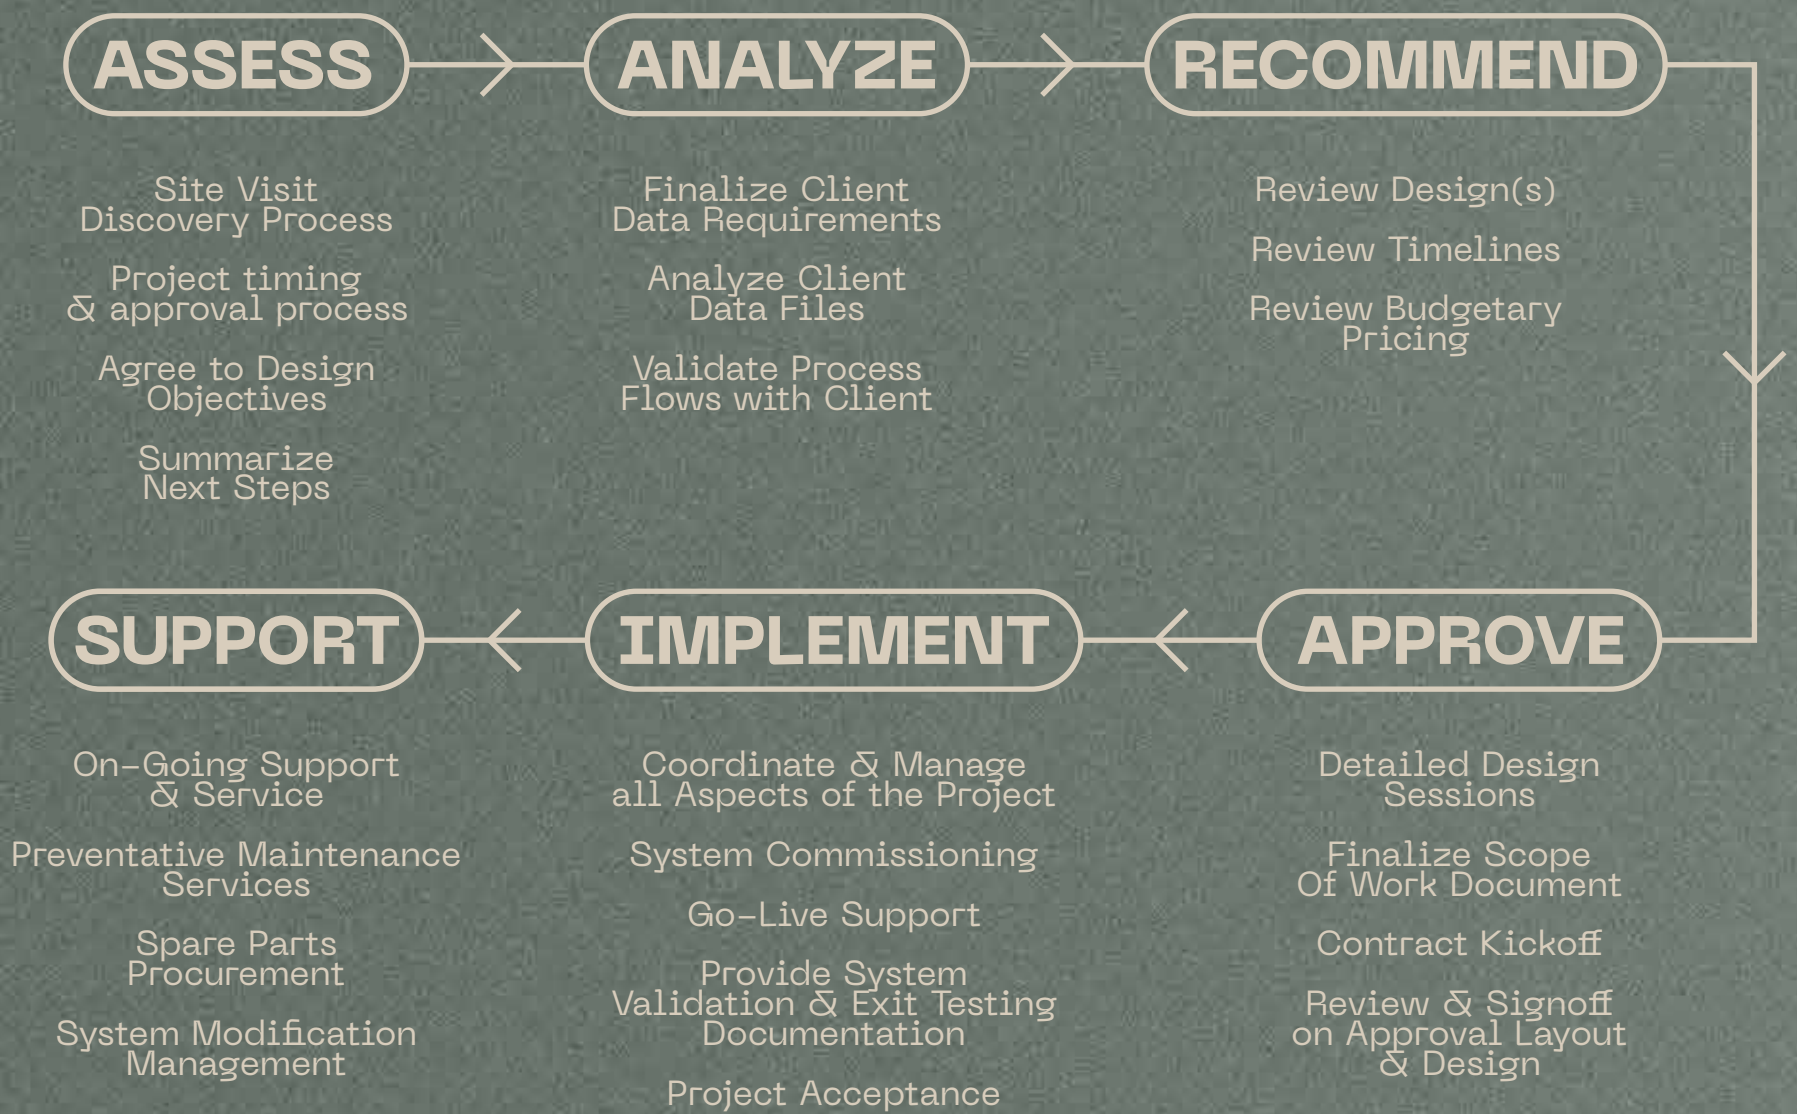 ASSESS
Site Visit
Discovery Process
Project timing
& approval process
Agree to Design
Objectives
Summarize
Next Steps
ANALYZE
Finalize Client
Data Requirements
Analyze Client
Data Files
Validate Process
Flows with Client
RECOMMEND
Review Design(s)
Review Timelines
Review Budgetary
Pricing
APPROVE
Detailed Design
Sessions
Finalize Scope
Of Work Document
Contract Kickoff
Review & Signoff
on Approval Layout
& Design
IMPLEMENT
Coordinate & Manage
all Aspects of the Project
System Commissioning
Go-Live Support
Provide System
Validation & Exit Testing
Documentation
Project Acceptance
SUPPORT
On-Going Support
& Service
Preventative Maintenance
Services
Spare Parts
Procurement
System Modification
Management